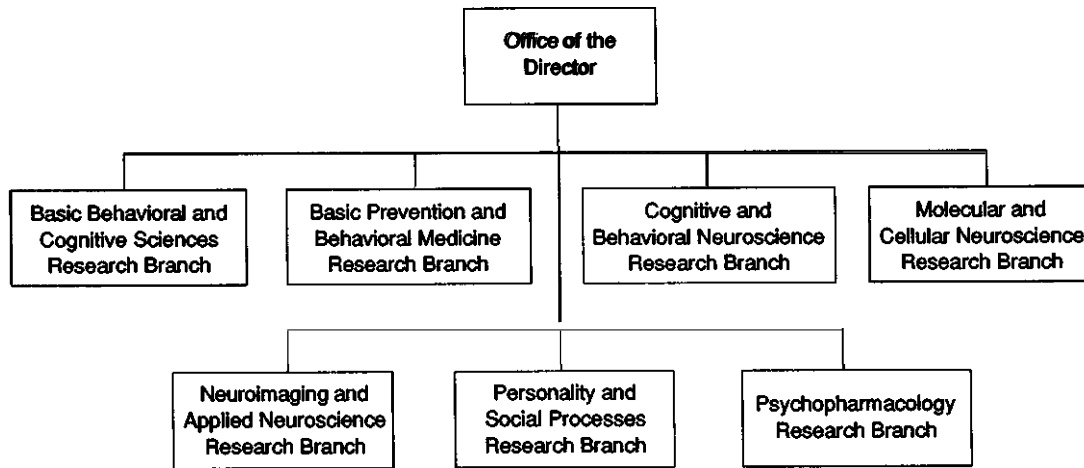 Office of the
Director
Basic Behavioral and
Cognitive Sciences
Research Branch
Basic Prevention and
Behavioral Medicine
Research Branch
Cognitive and
Behavioral Neuroscience
Research Branch
Molecular and
Cellular Neuroscience
Research Branch
Neuroimaging and
Applied Neuroscience
Research Branch
Personality and
Social Processes
Research Branch
Psychopharmacology
Research Branch